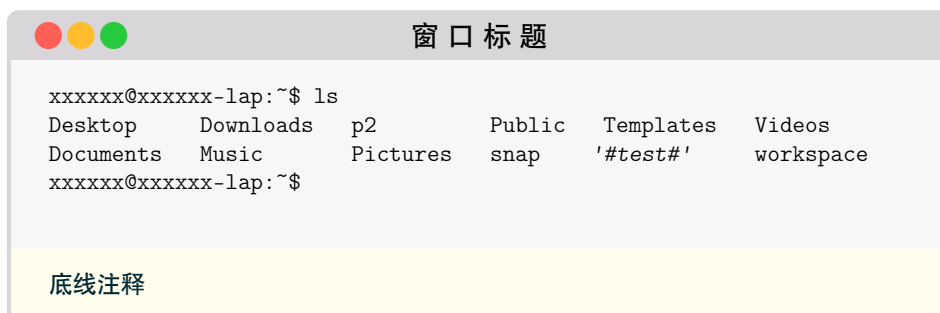 窗口标题
xxxxxx@xxxxxx-lap:~$ ls
Desktop    Downloads  p2         Public   Templates   Videos
Documents  Music      Pictures   snap    '#test#'     workspace
xxxxxx@xxxxxx-lap:~$
底线注释